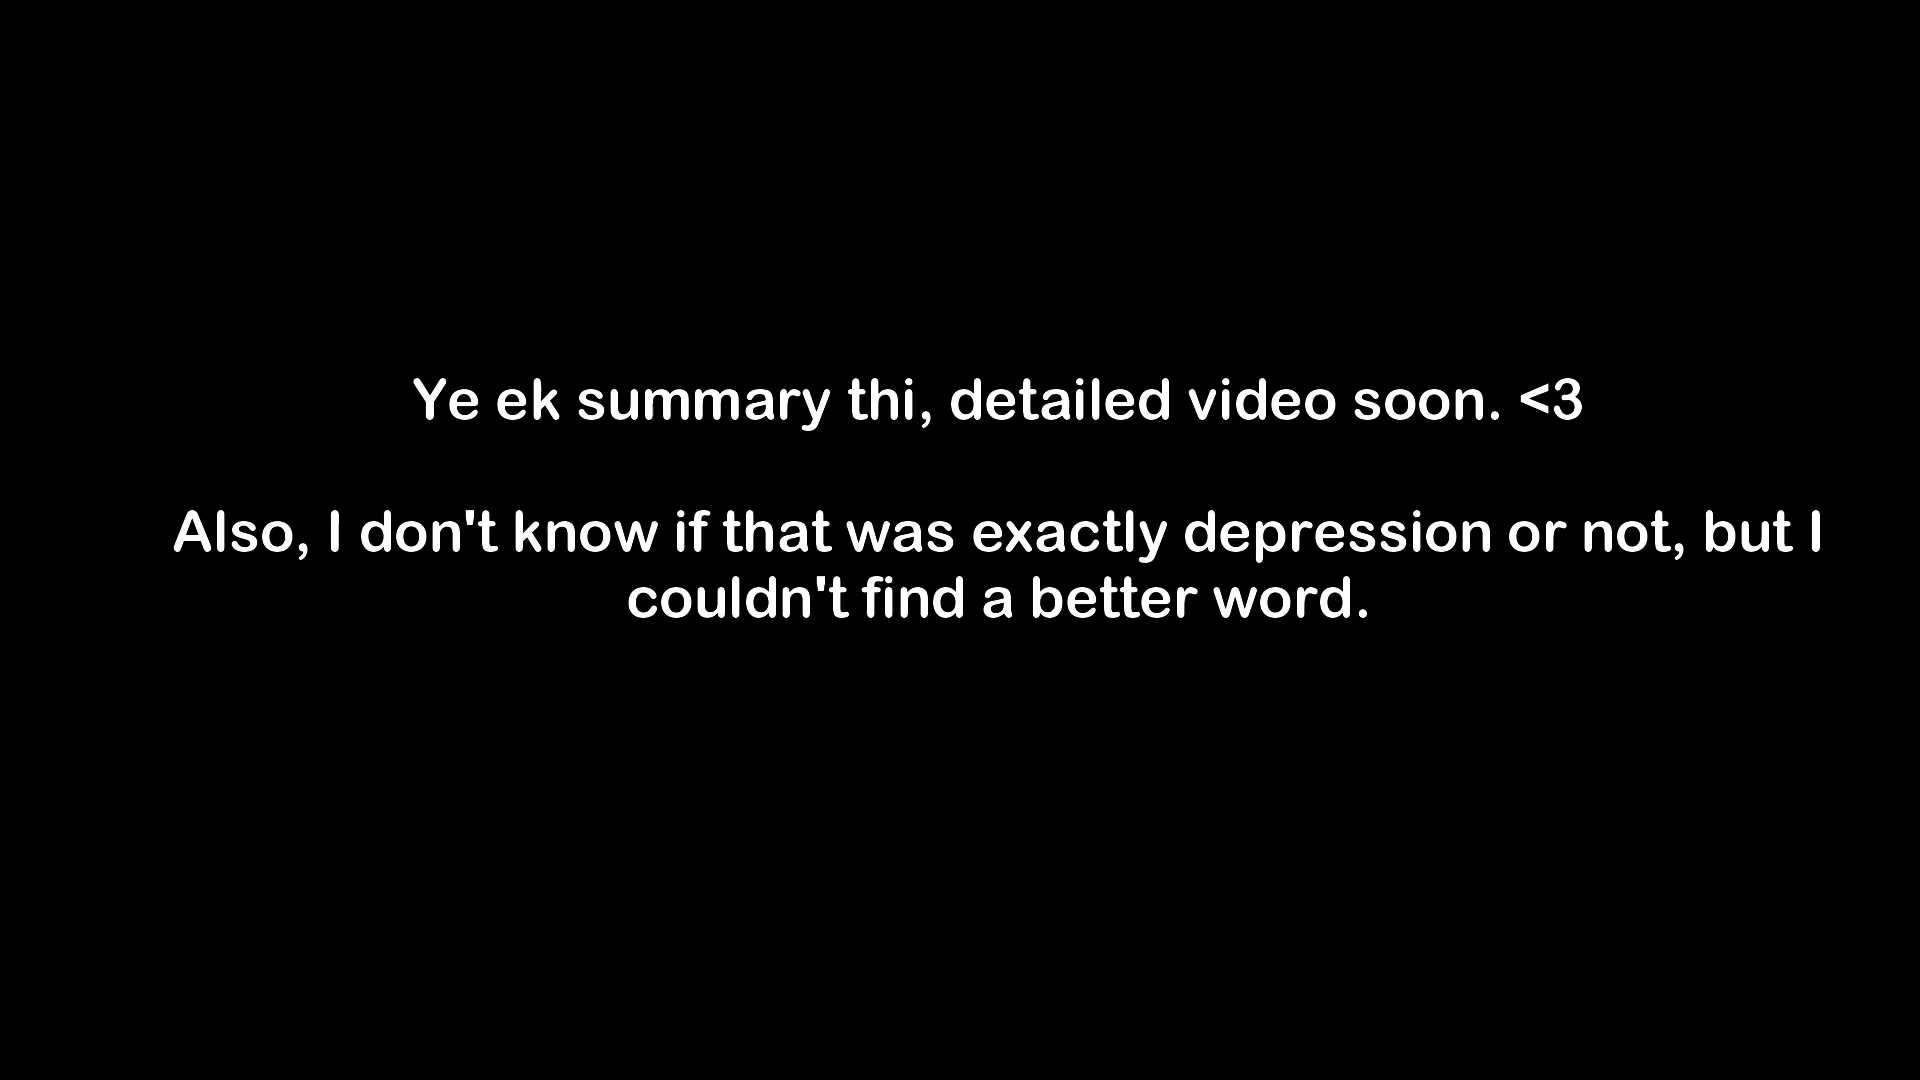 Ye ek summary thi, detailed video soon. <3
Also, I don't know if that was exactly depression or not, but I
couldn't find a better word.